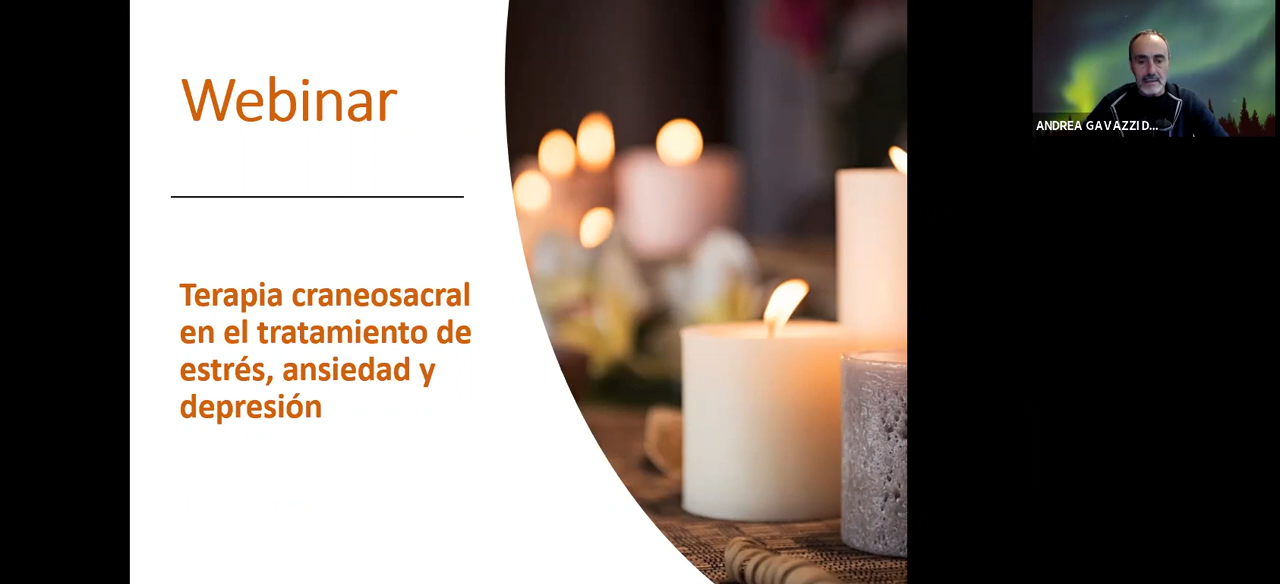 Webinar
Terapia craneosacral
en el tratamiento de
estrés, ansiedad y
depresión
ANDREA GAVAZZI D...